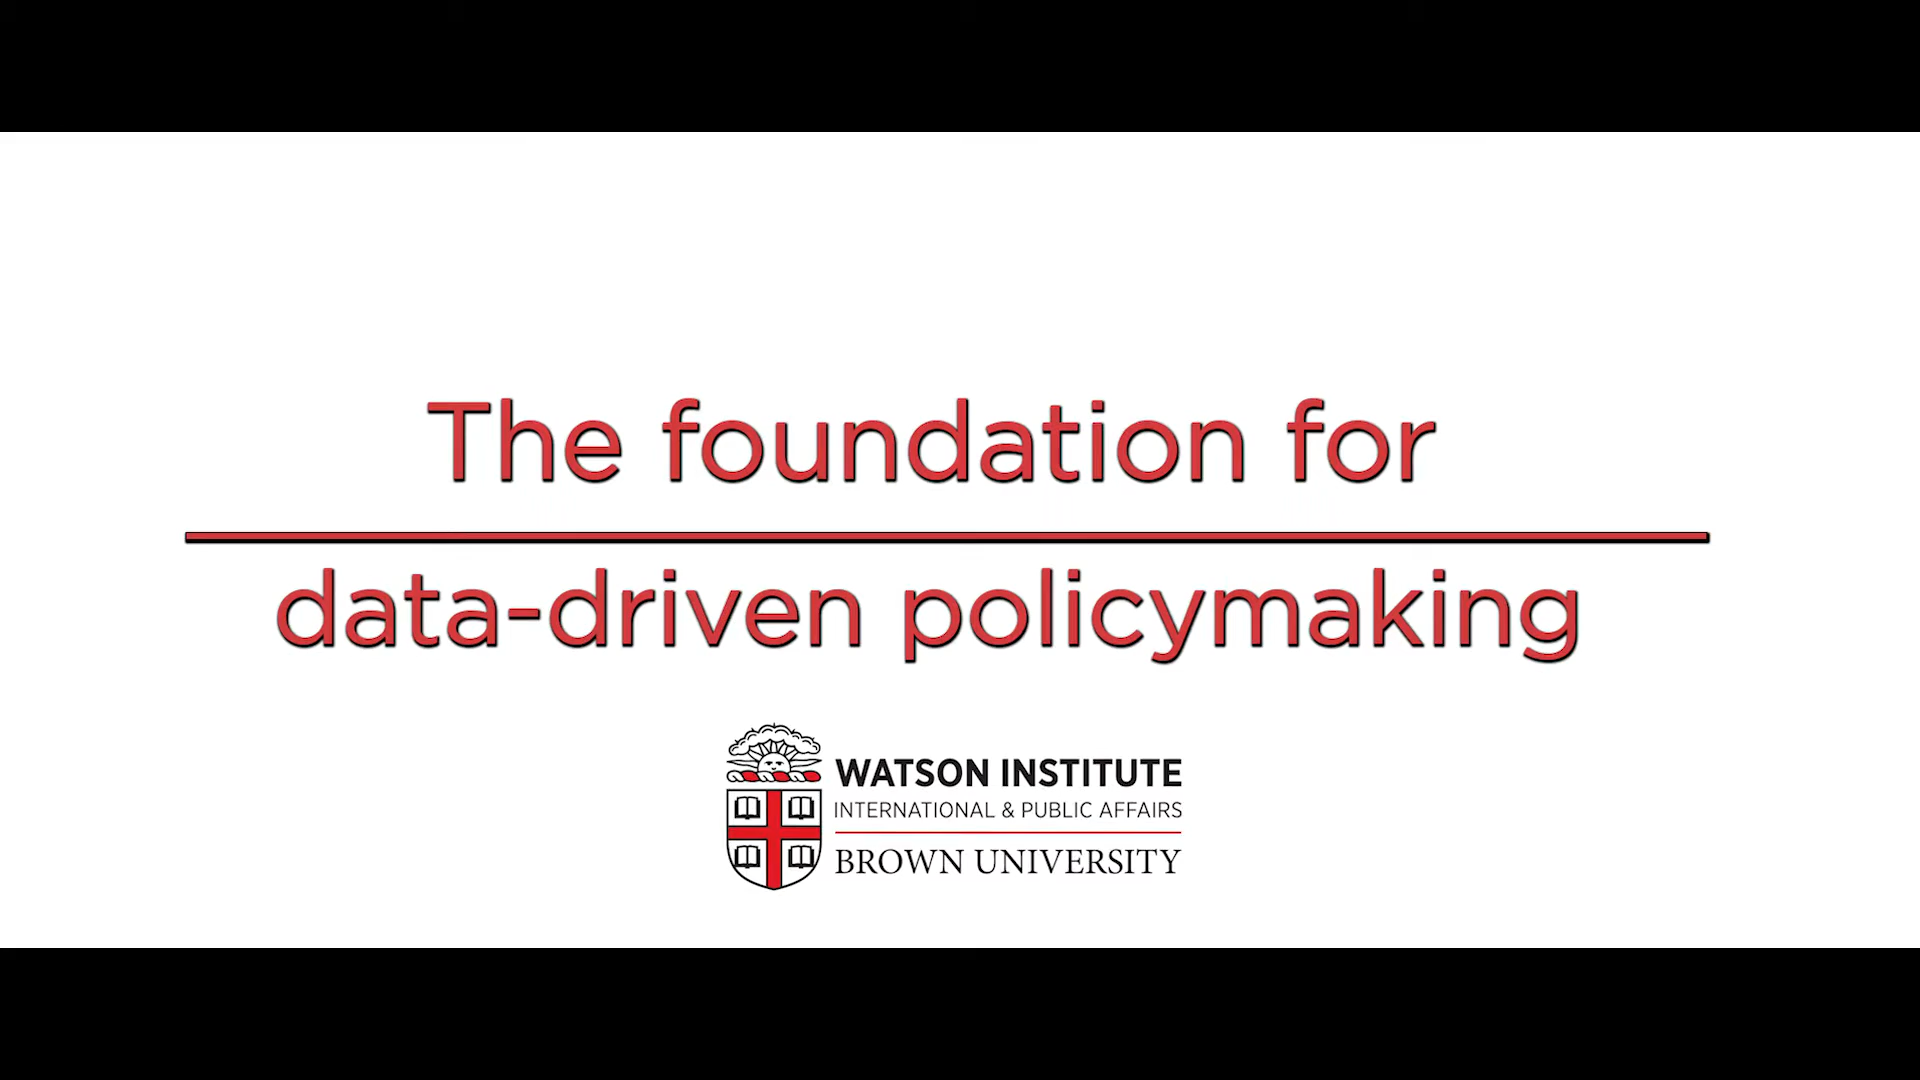 The foundation for
data-driven policymaking
WATSON INSTITUTE
INTERNATIONAL & PUBLIC AFFAIRS
BROWN UNIVERSITY